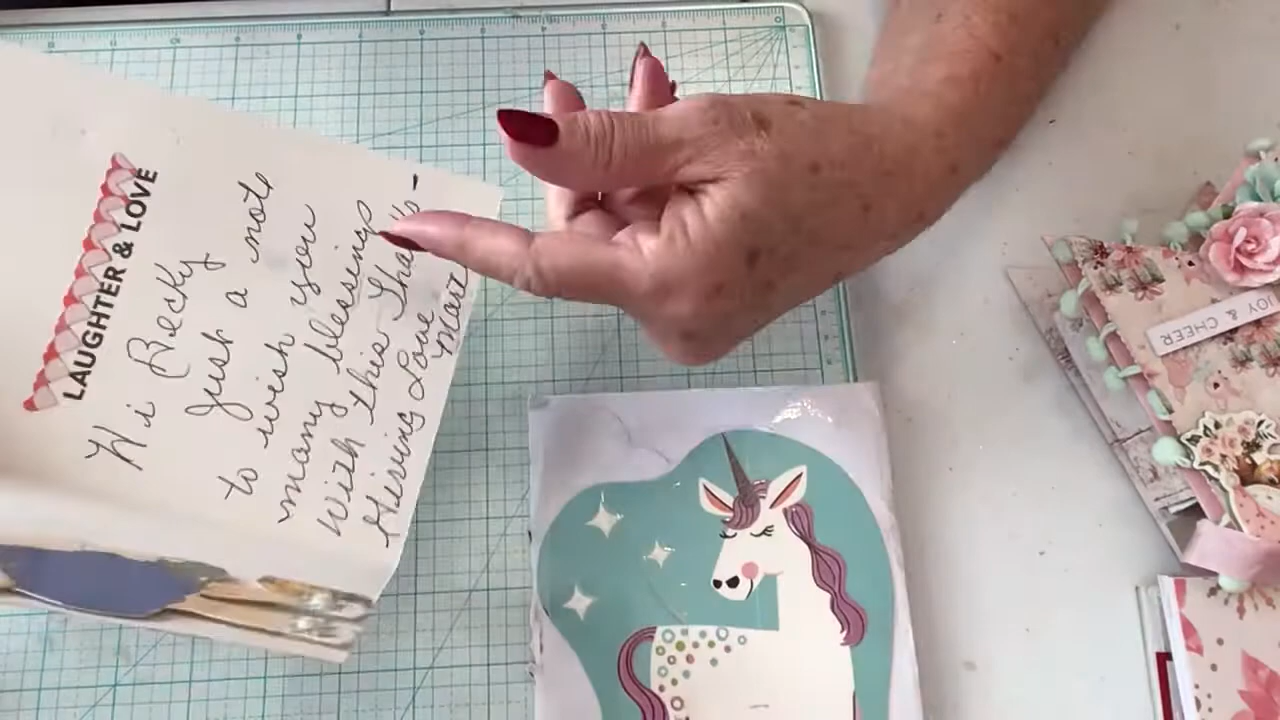 LAUGHTER & LOVE
Hi Becky
Just a note
to wish you
many blessings
With this Thanks-
Giving Love
Marie
JOY & CHEER